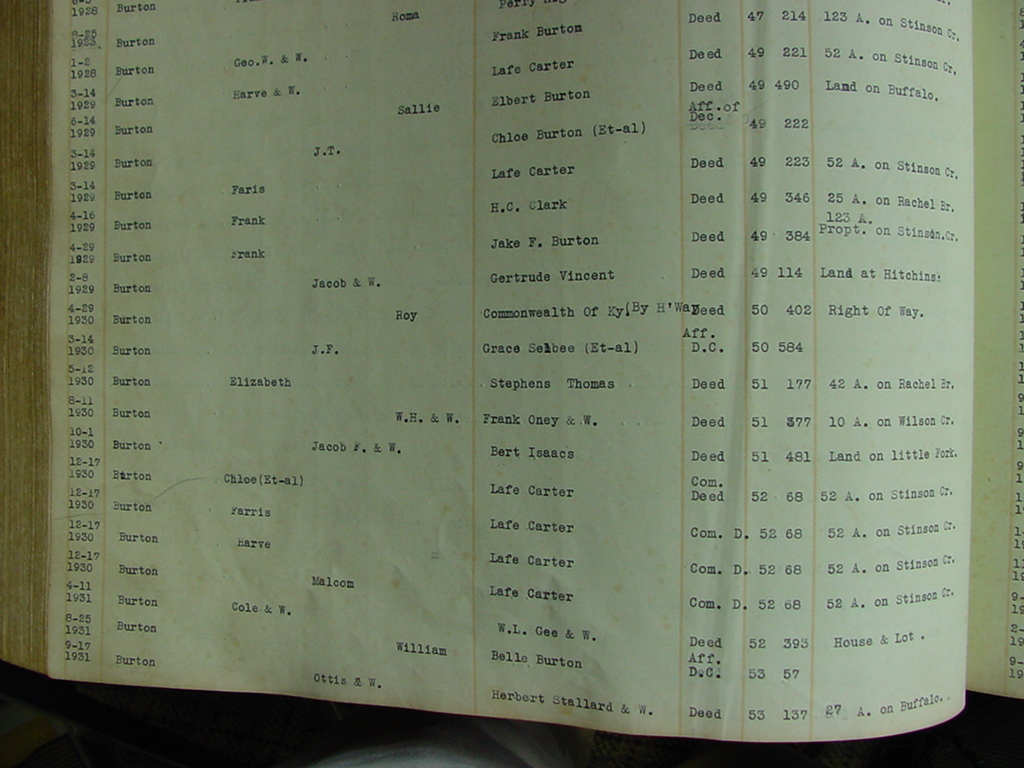 1928 Burton
8-25 1923. Burton Roma Deed
1-2 1928 Burton Geo.W. & W. Frank Burton Deed 47 214 123 A. on Stinson Cr.
3-14 1929 Burton Harve & W. Lafe Carter Deed 49 221 52 A. on Stinson Cr.
6-14 1929 Burton Sallie Elbert Burton Deed 49 490 Land on Buffalo.
3-14 1929 Burton J.T. Chloe Burton (Et-al) Aff.of Dec. 49 222
3-14 1929 Burton Faris Lafe Carter Deed 49 223 52 A. on Stinson Cr.
4-16 1929 Burton Frank H.C. Clark Deed 49 346 25 A. on Rachel Br.
4-29 1929 Burton Frank Jake F. Burton Deed 49 384 123 A. Propt. on Stinson.Cr.
2-8 1929 Burton Jacob & W. Gertrude Vincent Deed 49 114 Land at Hitchins.
4-29 1930 Burton Roy Commonwealth Of Ky(By H'Way Deed 50 402 Right Of Way.
3-14 1930 Burton J.F. Grace Selbee (Et-al) Aff. D.C. 50 584
5-12 1930 Burton Elizabeth Stephens Thomas Deed 51 177 42 A. on Rachel Br.
8-11 1930 Burton W.H. & W. Frank Oney & W. Deed 51 377 10 A. on Wilson Cr.
10-1 1930 Burton Jacob F. & W. Bert Isaacs Deed 51 481 Land on little Fork.
12-17 1930 Burton Chloe(Et-al) Lafe Carter Com. Deed 52 68 52 A. on Stinson Cr.
12-17 1930 Burton Farris Lafe Carter Com. D. 52 68 52 A. on Stinson Cr.
12-17 1930 Burton Harve Lafe Carter Com. D. 52 68 52 A. on Stinson Cr.
12-17 1930 Burton Malcom Lafe Carter Com. D. 52 68 52 A. on Stinson Cr.
4-11 1931 Burton Cole & W. W.L. Gee & W. Deed 52 393 House & Lot.
8-25 1931 Burton William Belle Burton Aff. D.C. 53 57
9-17 1931 Burton Ottis & W. Herbert Stallard & W. Deed 53 137 27 A. on Buffalo.